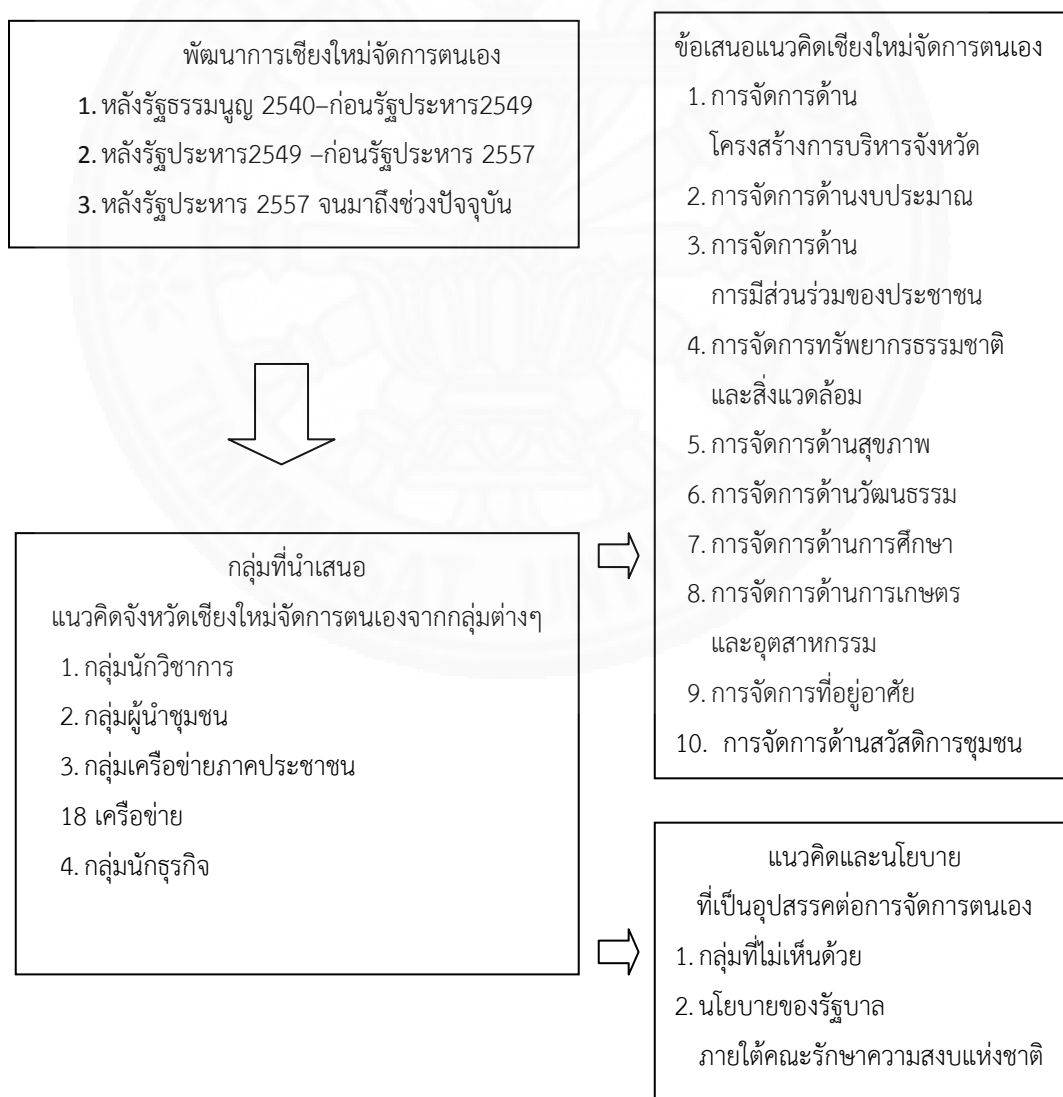 พัฒนาการเชียงใหม่จัดการตนเอง
1. หลังรัฐธรรมนูญ 2540–ก่อนรัฐประหาร2549
2. หลังรัฐประหาร2549 –ก่อนรัฐประหาร 2557
3. หลังรัฐประหาร 2557 จนมาถึงช่วงปัจจุบัน
กลุ่มที่นำเสนอ
แนวคิดจังหวัดเชียงใหม่จัดการตนเองจากกลุ่มต่างๆ
1. กลุ่มนักวิชาการ
2. กลุ่มผู้นำชุมชน
3. กลุ่มเครือข่ายภาคประชาชน
18 เครือข่าย
4. กลุ่มนักธุรกิจ
ข้อเสนอแนวคิดเชียงใหม่จัดการตนเอง
1. การจัดการด้าน
โครงสร้างการบริหารจังหวัด
2. การจัดการด้านงบประมาณ
3. การจัดการด้าน
การมีส่วนร่วมของประชาชน
4. การจัดการทรัพยากรธรรมชาติ
และสิ่งแวดล้อม
5. การจัดการด้านสุขภาพ
6. การจัดการด้านวัฒนธรรม
7. การจัดการด้านการศึกษา
8. การจัดการด้านการเกษตร
และอุตสาหกรรม
9. การจัดการที่อยู่อาศัย
10. การจัดการด้านสวัสดิการชุมชน
แนวคิดและนโยบาย
ที่เป็นอุปสรรคต่อการจัดการตนเอง
1. กลุ่มที่ไม่เห็นด้วย
2. นโยบายของรัฐบาล
ภายใต้คณะรักษาความสงบแห่งชาติ